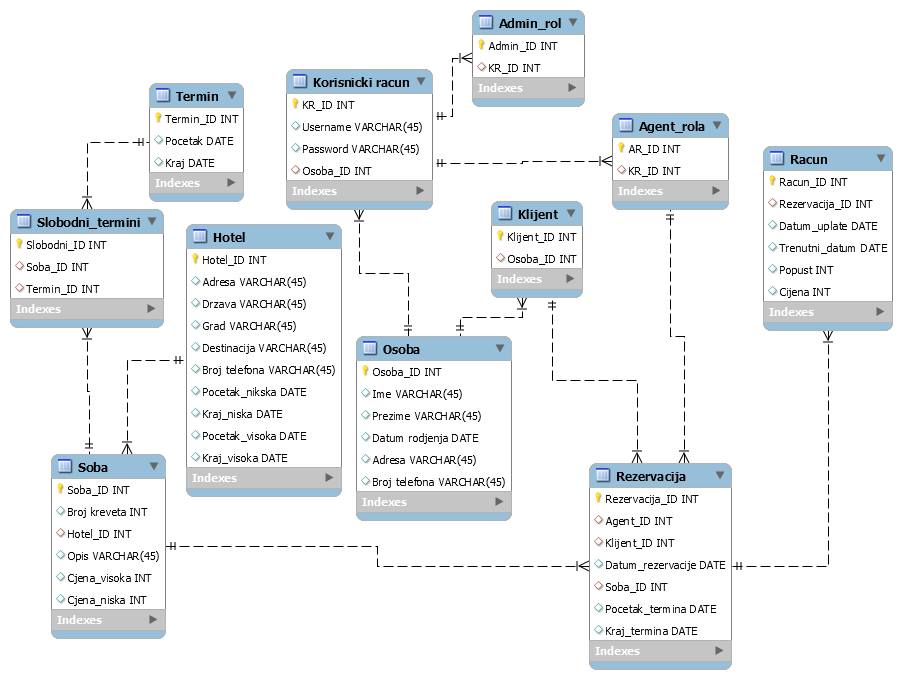 Admin_rol
Admin_ID INT
KR_ID INT
Indexes
Korisnicki racun
KR_ID INT
Username VARCHAR(45)
Password VARCHAR(45)
Osoba_ID INT
Indexes
Termin
Termin_ID INT
Pocetak DATE
Kraj DATE
Indexes
Agent_rola
AR_ID INT
KR_ID INT
Indexes
Racun
Racun_ID INT
Rezervacija_ID INT
Datum_uplate DATE
Trenutni_datum DATE
Popust INT
Cijena INT
Indexes
Slobodni_termini
Slobodni_ID INT
Soba_ID INT
Termin_ID INT
Indexes
Hotel
Hotel_ID INT
Adresa VARCHAR(45)
Drzava VARCHAR(45)
Grad VARCHAR(45)
Destinacija VARCHAR(45)
Broj telefona VARCHAR(45)
Pocetak_nikska DATE
Kraj_niska DATE
Pocetak_visoka DATE
Kraj_visoka DATE
Indexes
Klijent
Klijent_ID INT
Osoba_ID INT
Indexes
Osoba
Osoba_ID INT
Ime VARCHAR(45)
Prezime VARCHAR(45)
Datum rodjenja DATE
Adresa VARCHAR(45)
Broj telefona VARCHAR(45)
Indexes
Soba
Soba_ID INT
Broj kreveta INT
Hotel_ID INT
Opis VARCHAR(45)
Cjena_visoka INT
Cjena_niska INT
Indexes
Rezervacija
Rezervacija_ID INT
Agent_ID INT
Klijent_ID INT
Datum_rezervacije DATE
Soba_ID INT
Pocetak_termina DATE
Kraj_termina DATE
Indexes